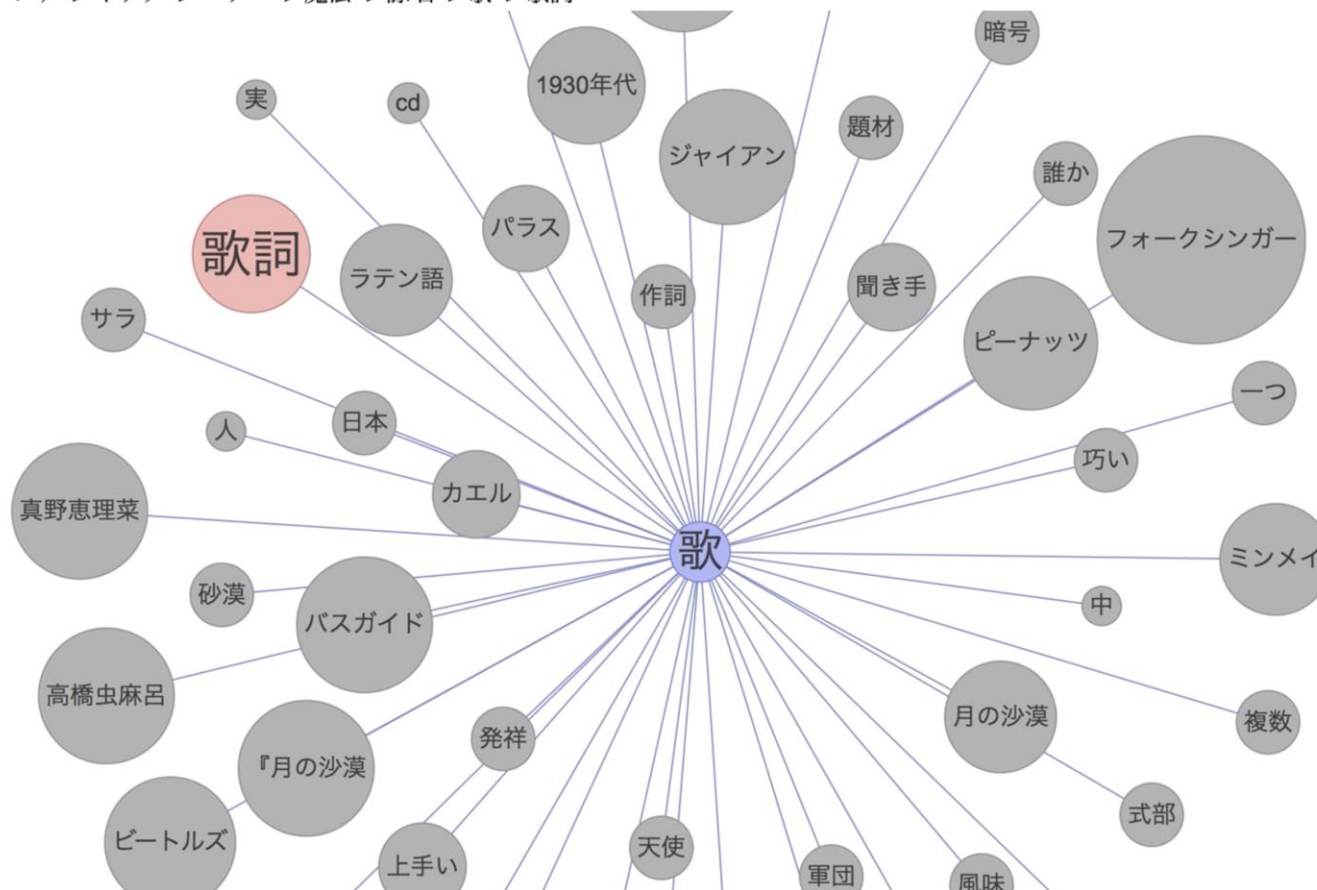 暗号
1930年代
実
cd
題材
ジャイアン
誰か
パラス
フォークシンガー
歌詞
ラテン語
聞き手
作詞
サラ
ピーナッツ
一つ
日本
人
巧い
カエル
真野恵理菜
歌
ミンメイ
砂漠
中
バスガイド
高橋虫麻呂
月の沙漠
複数
発祥
『月の沙漠
式部
ビートルズ
天使
上手い
軍団
風味